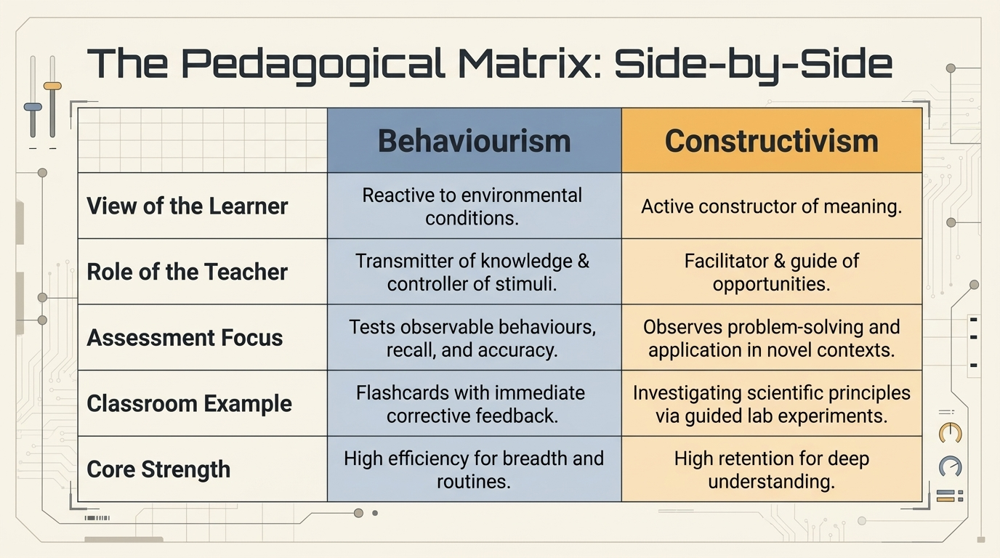 The Pedagogical Matrix: Side-by-Side
Behaviourism
Constructivism
View of the Learner
Reactive to environmental
conditions.
Active constructor of meaning.
Role of the Teacher
Transmitter of knowledge &
controller of stimuli.
Facilitator & guide of
opportunities.
Assessment Focus
Tests observable behaviours,
recall, and accuracy.
Observes problem-solving and
application in novel contexts.
Classroom Example
Flashcards with immediate
corrective feedback.
Investigating scientific principles
via guided lab experiments.
Core Strength
High efficiency for breadth and
routines.
High retention for deep
understanding.